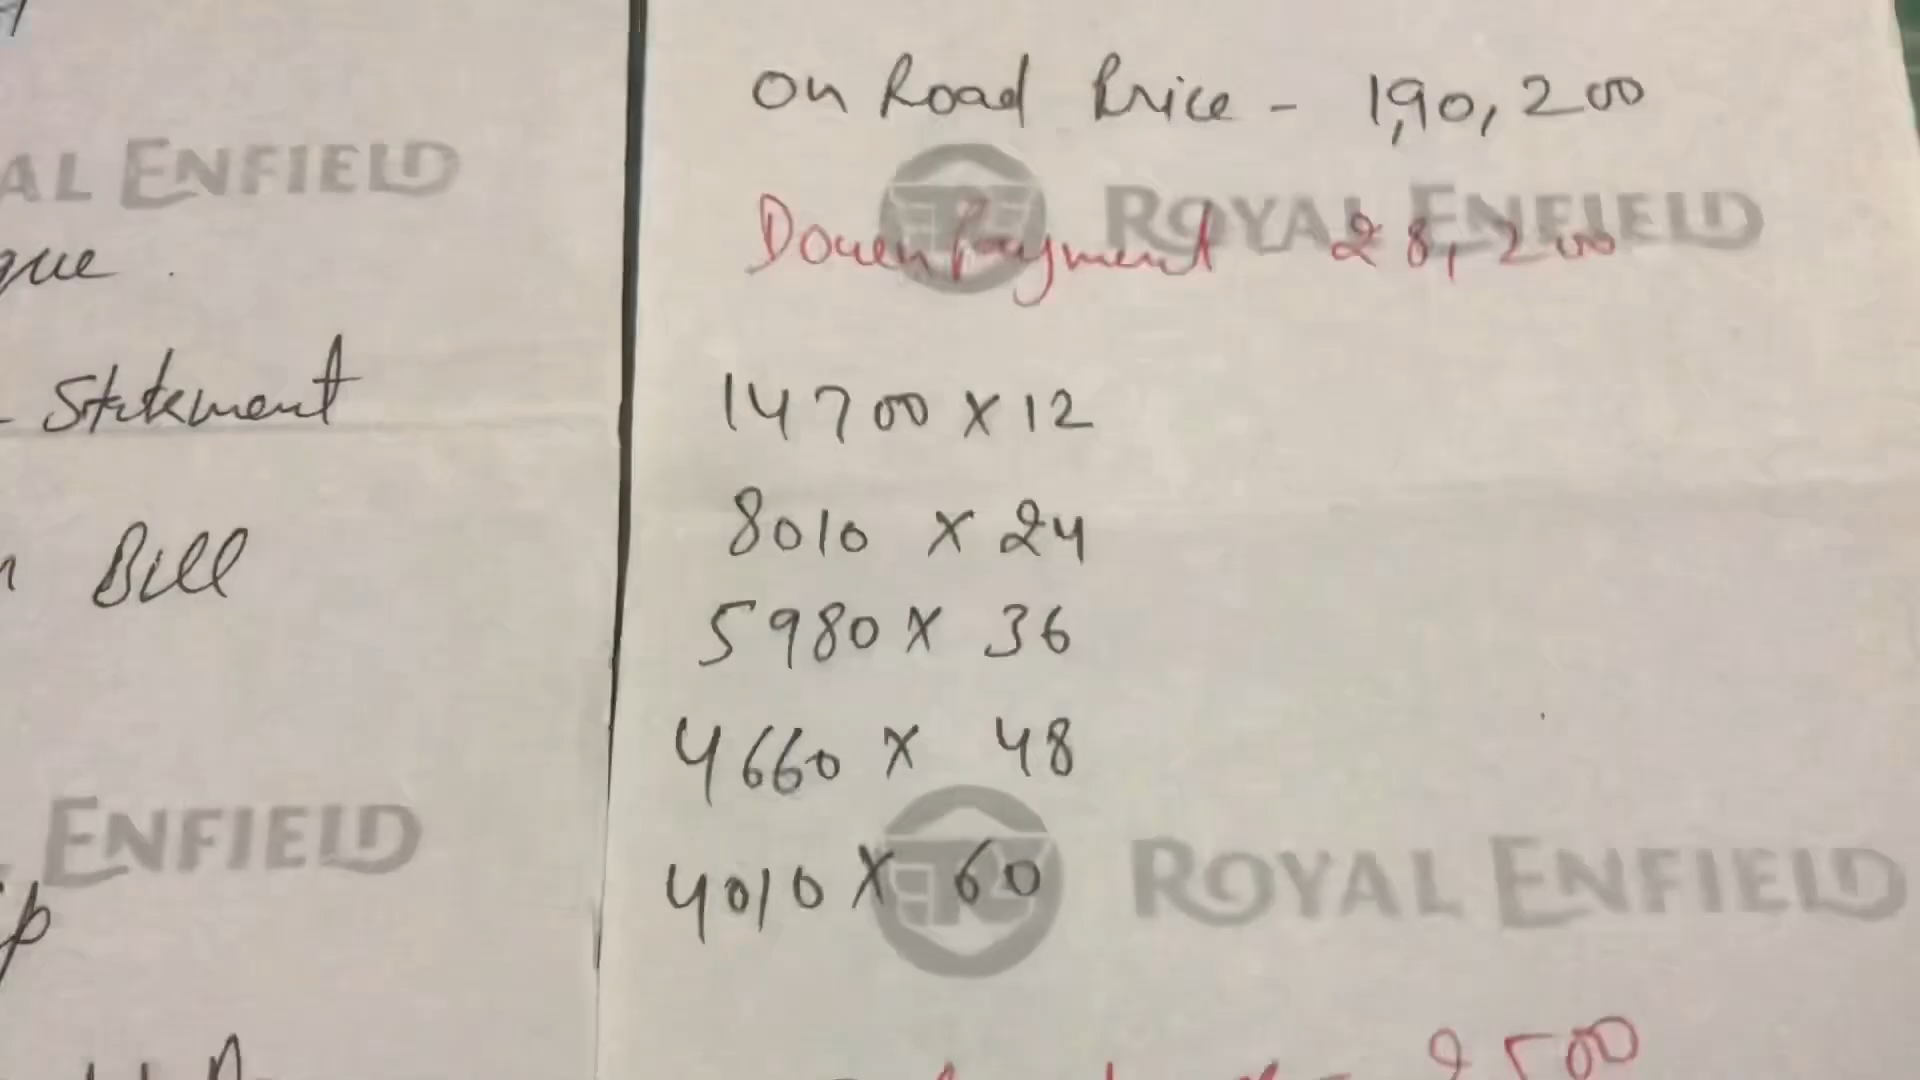 AL ENFIELD
que.
- Statement
Bill
ENFIELD
On Road Price - 1,90,200
ROYAL ENFIELD
Down Payment 28,200
14700 x 12
8010 x 24
5980 x 36
4660 x 48
4010 x 60
ROYAL ENFIELD